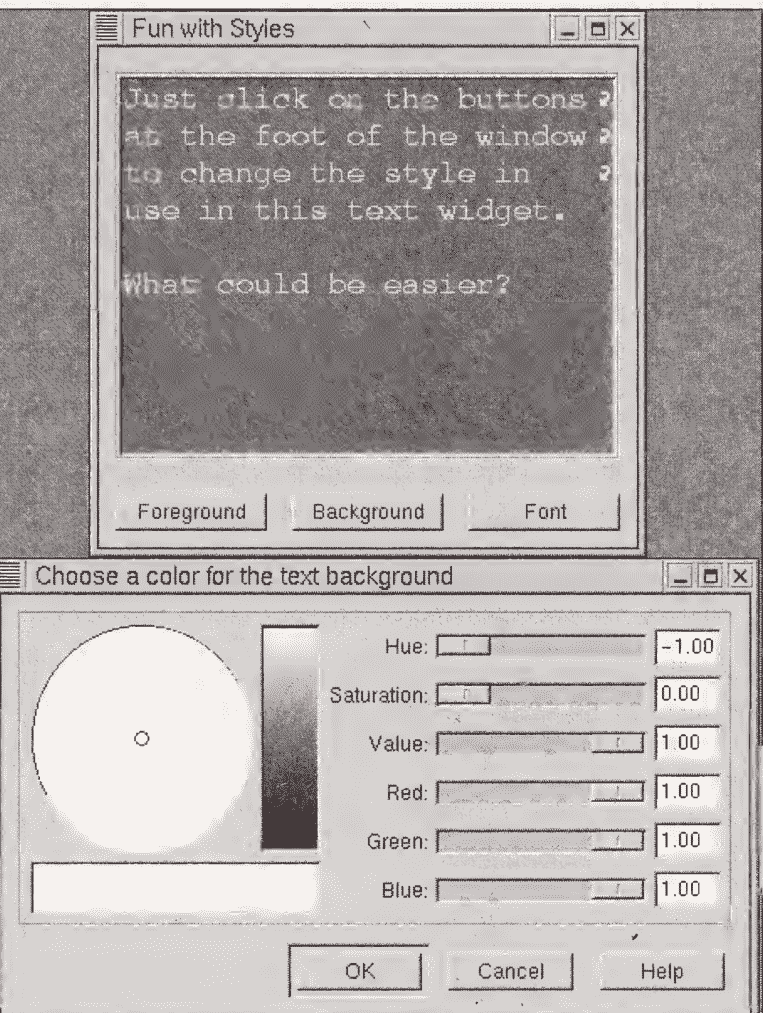 Fun with Styles
Just click on the buttons
at the foot of the window
to change the style in
use in this text widget.
What could be easier?
Foreground Background Font
Choose a color for the text background
Hue: -1.00
Saturation: 0.00
Value: 1.00
Red: 1.00
Green: 1.00
Blue: 1.00
OK Cancel Help